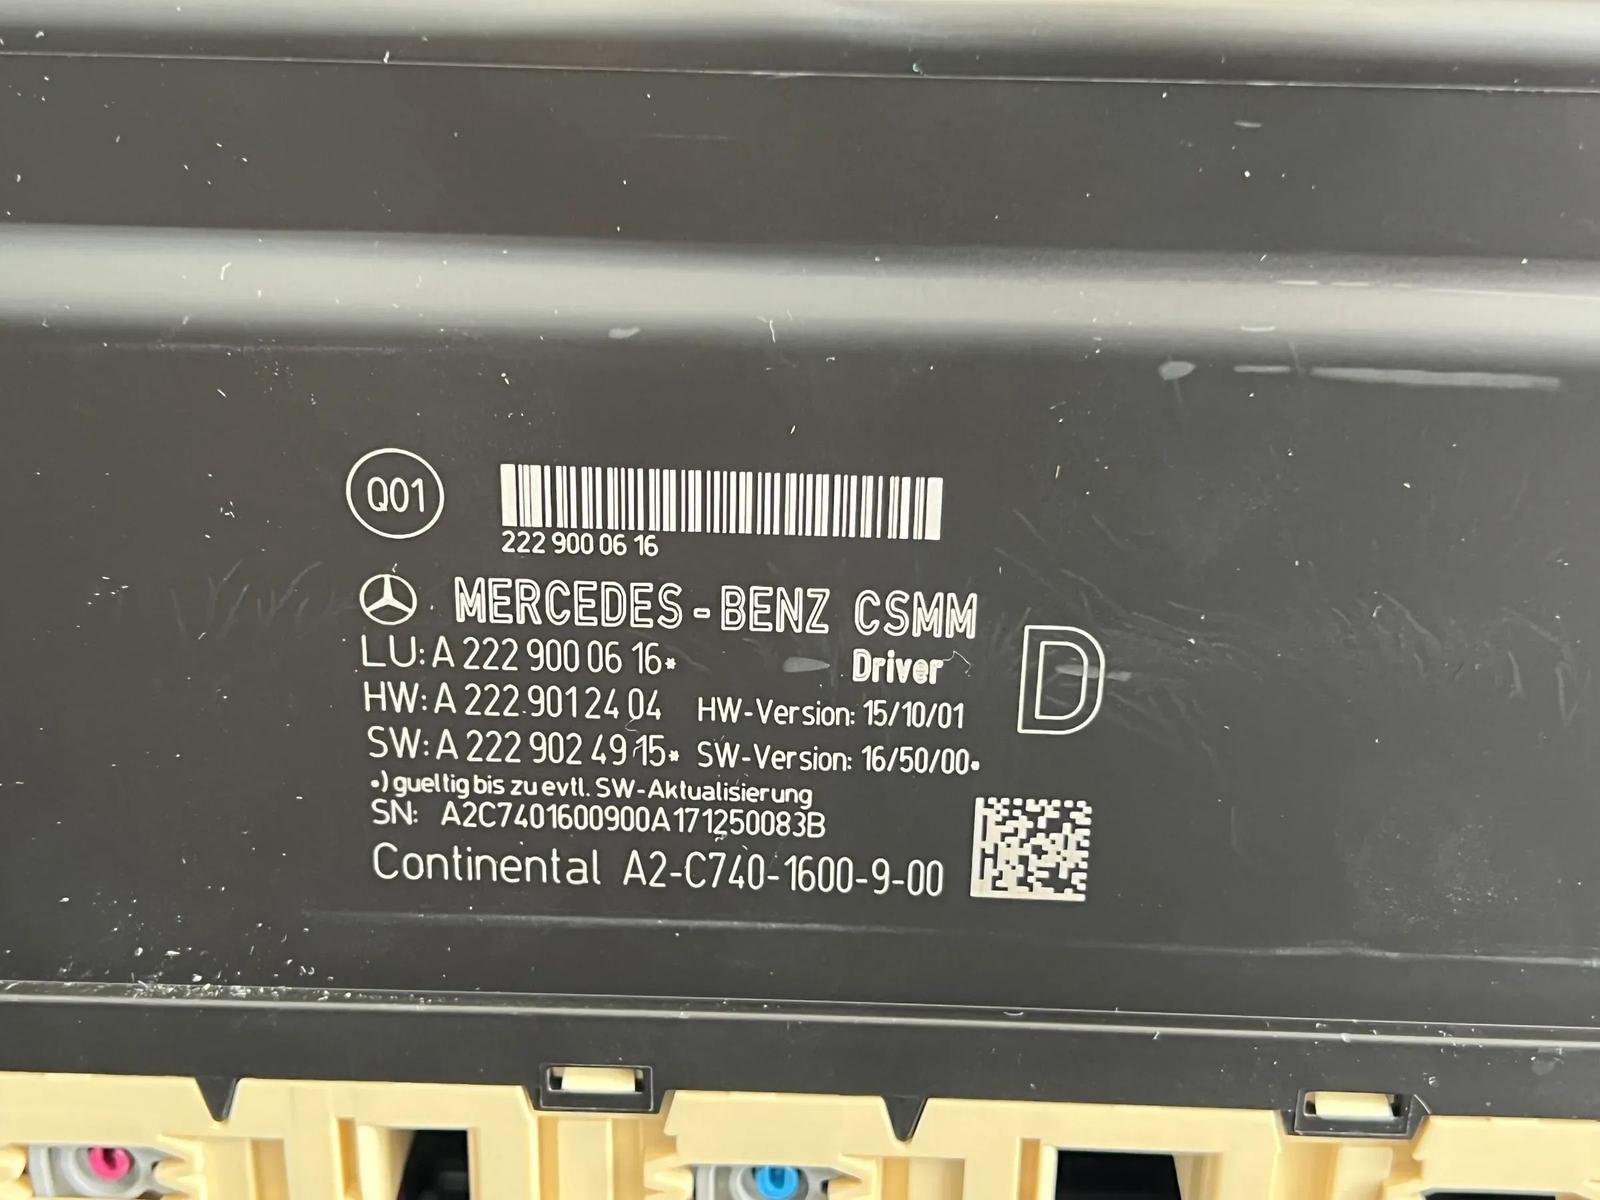 Q01
222 900 06 16
MERCEDES-BENZ CSMM
LU: A 222 900 06 16*
Driver
D
HW: A 222 901 24 04 HW-Version: 15/10/01
SW: A 222 902 49 15* SW-Version: 16/50/00*
*) gueltig bis zu evtl. SW-Aktualisierung
SN: A2C7401600900A171250083B
Continental A2-C740-1600-9-00